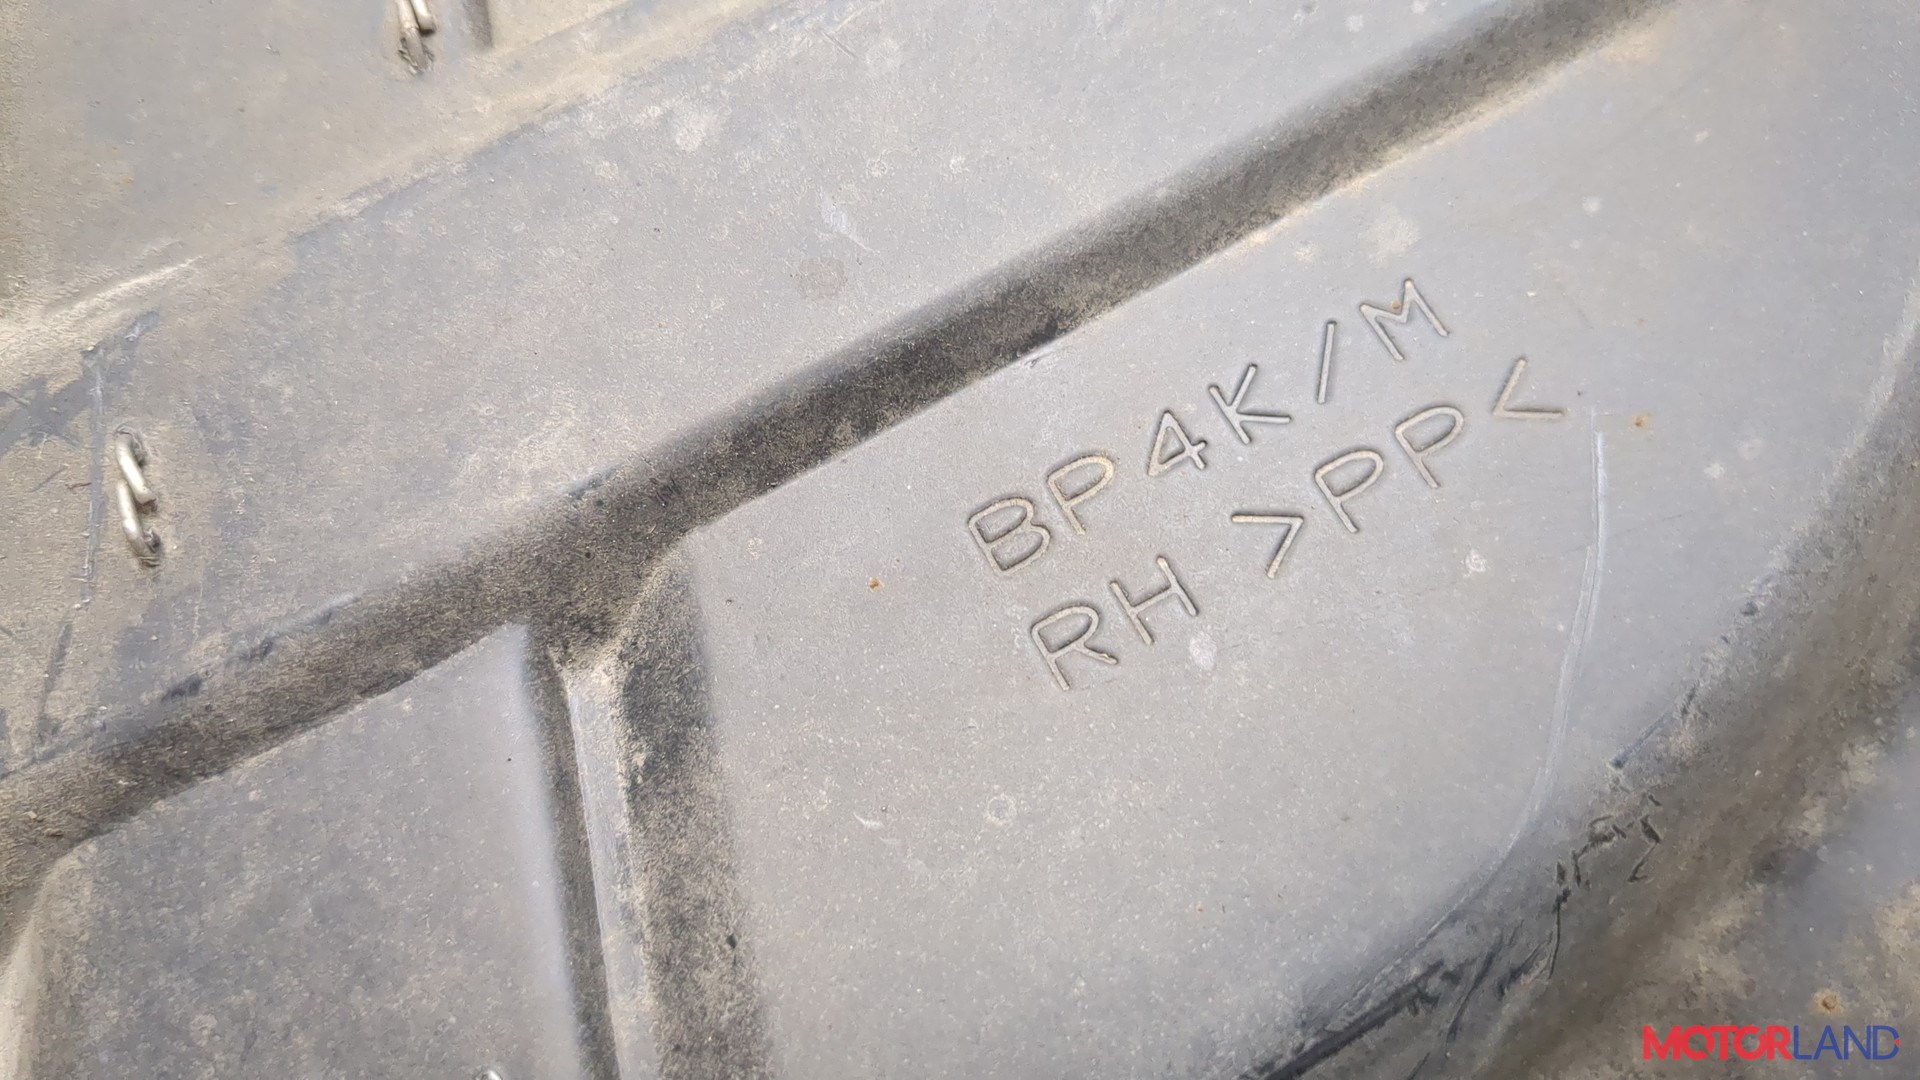 BP4K/M
RH >PP<
MOTORLAND